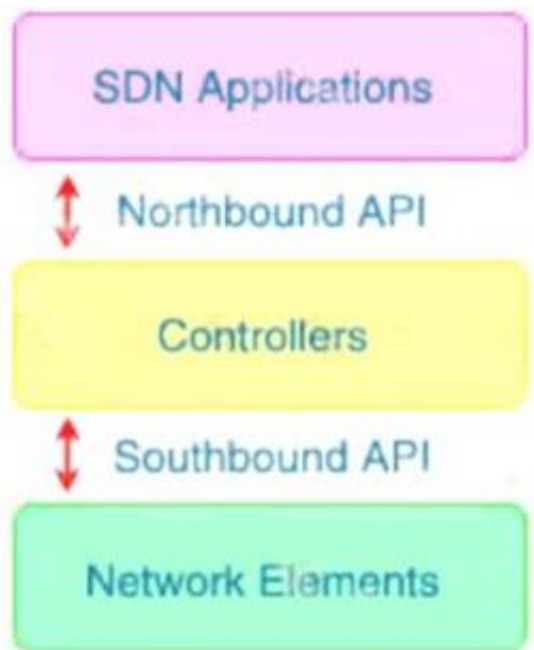 SDN Applications
Northbound API
Controllers
Southbound API
Network Elements